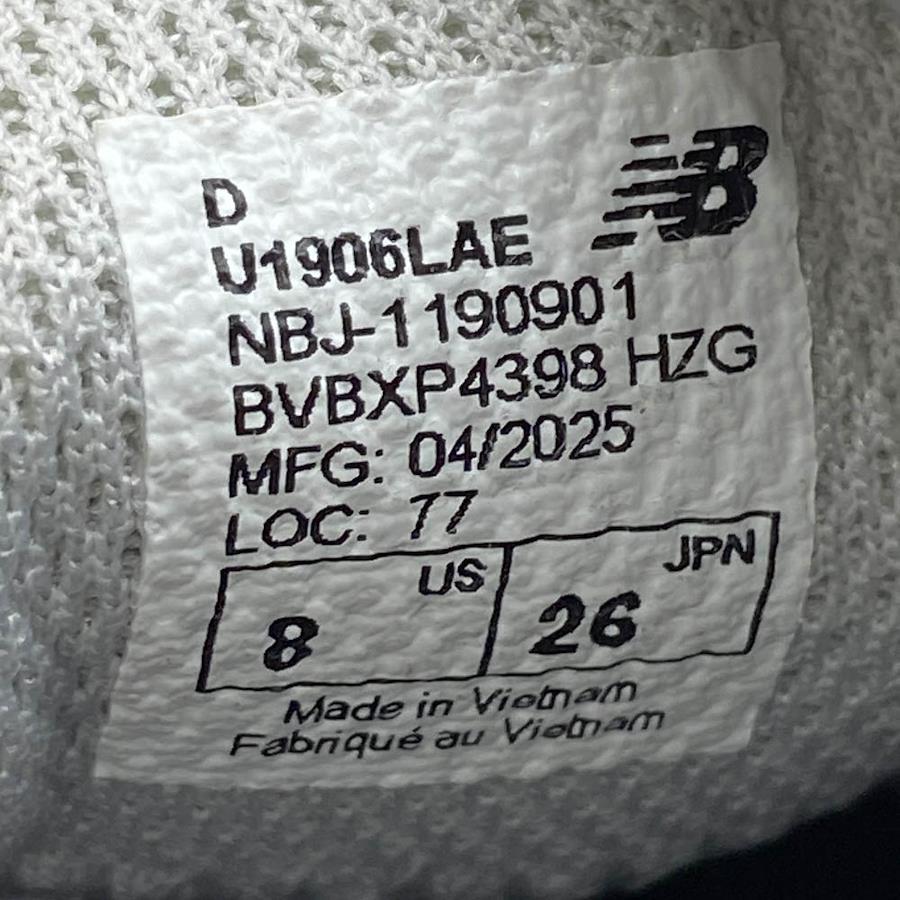 D
NB
U1906LAE
NBJ-1190901
BVBXP4398 HZG
MFG: 04/2025
LOC: 77
US JPN
8 26
Made in Vietnam
Fabriqué au Vietnam